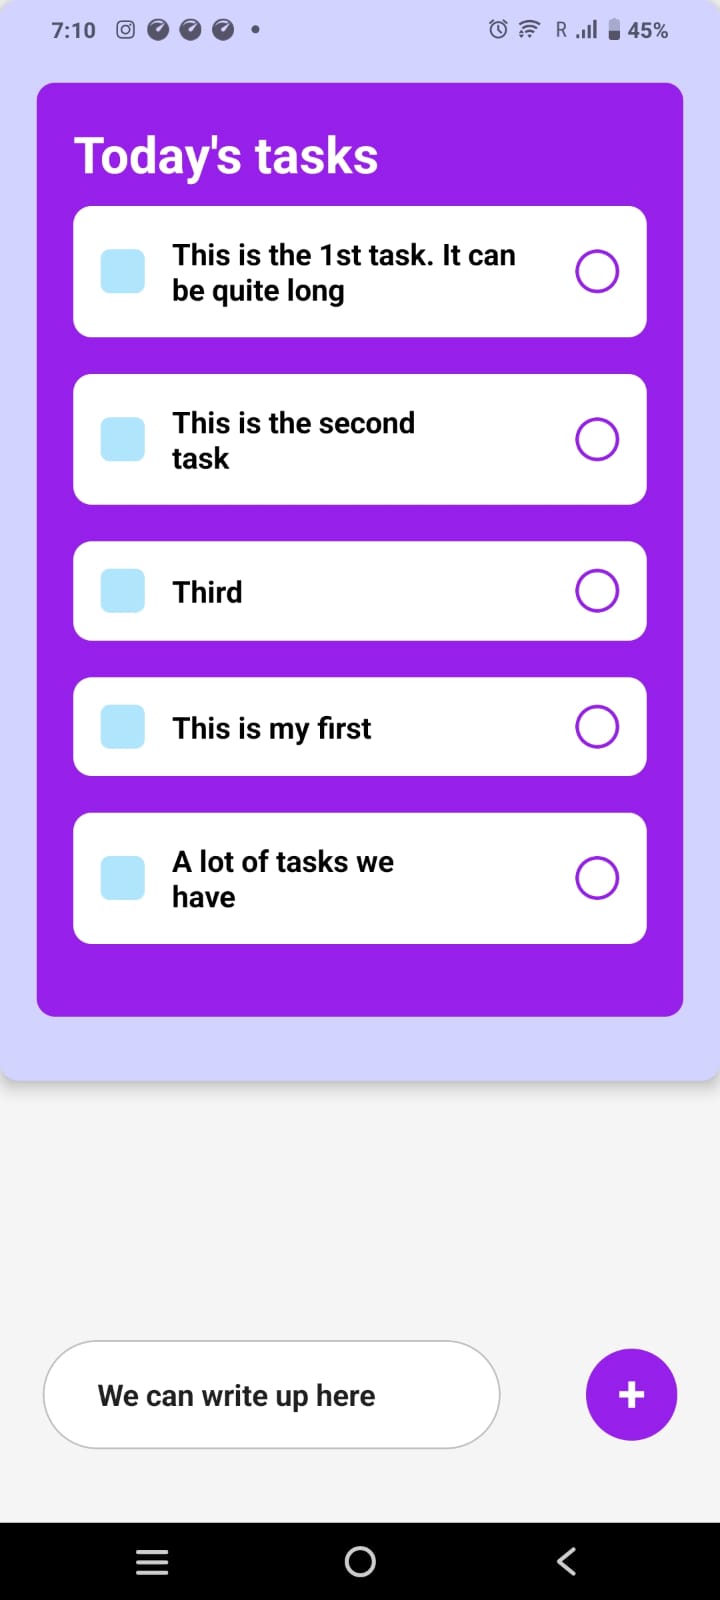 7:10 R 45%
Today's tasks
This is the 1st task. It can
be quite long
This is the second
task
Third
This is my first
A lot of tasks we
have
We can write up here
+